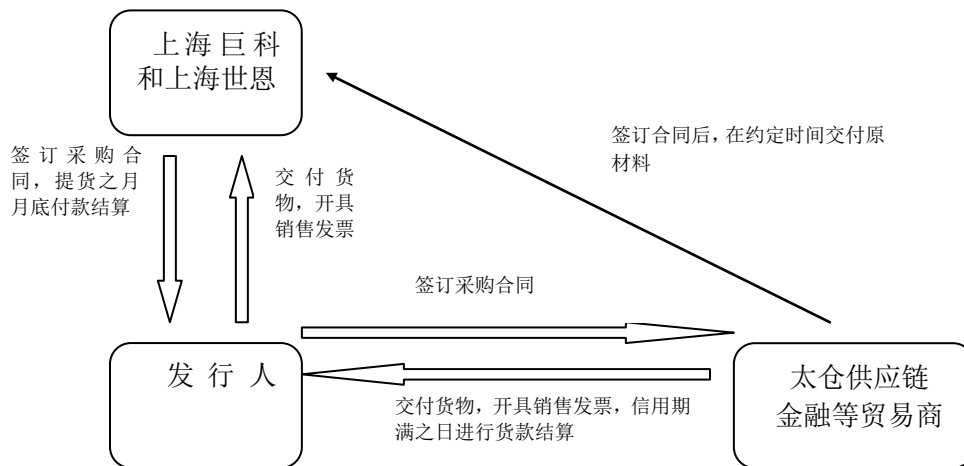 上海巨科
和上海世恩
签订合同后，在约定时间交付原
材料
签订采购合
同，提货之月
月底付款结算
交付货
物，开具
销售发票
签订采购合同
发行人
太仓供应链
金融等贸易商
交付货物，开具销售发票，信用期
满之日进行货款结算